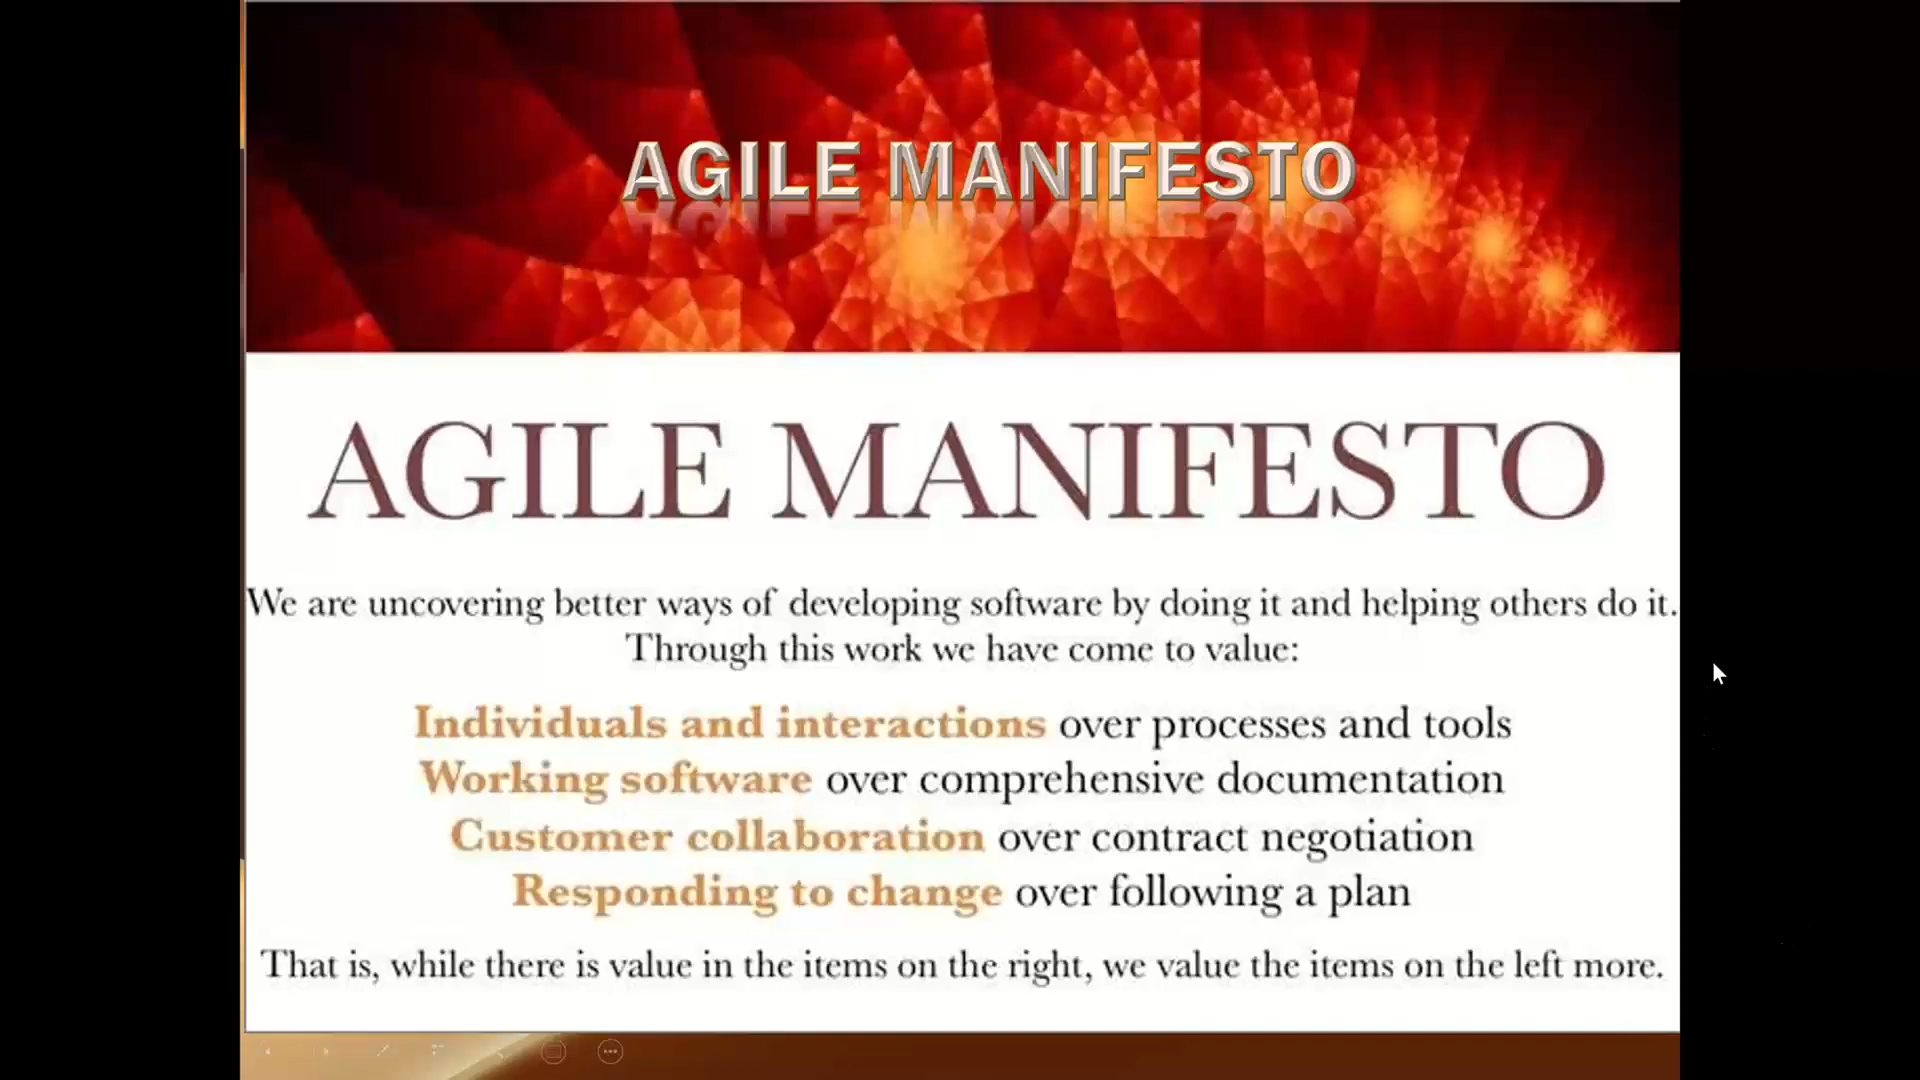 AGILE MANIFESTO
AGILE MANIFESTO
We are uncovering better ways of developing software by doing it and helping others do it.
Through this work we have come to value:
Individuals and interactions over processes and tools
Working software over comprehensive documentation
Customer collaboration over contract negotiation
Responding to change over following a plan
That is, while there is value in the items on the right, we value the items on the left more.